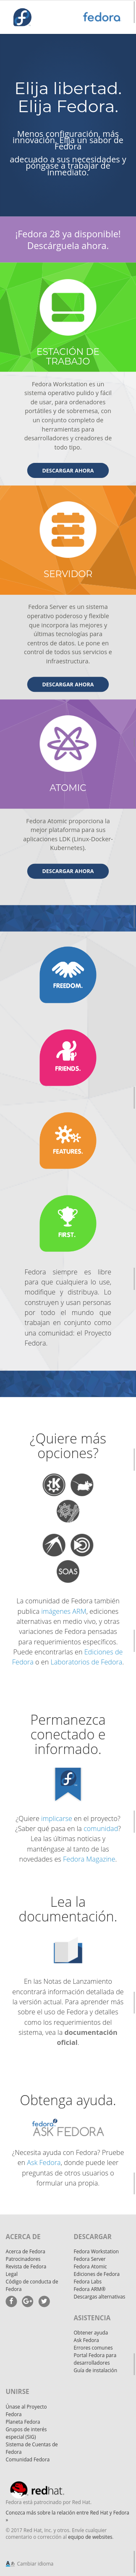 fedora
Elija libertad.
Elija Fedora.
Menos configuración, más
innovación. Elija un sabor de
Fedora
adecuado a sus necesidades y
póngase a trabajar de
inmediato.
¡Fedora 28 ya disponible!
Descárguela ahora.
ESTACIÓN DE
TRABAJO
Fedora Workstation es un
sistema operativo pulido y fácil
de usar, para ordenadores
portátiles y de sobremesa, con
un conjunto completo de
herramientas para
desarrolladores y creadores de
todo tipo.
DESCARGAR AHORA
SERVIDOR
Fedora Server es un sistema
operativo poderoso y flexible
que incorpora las mejores y
últimas tecnologías para
centros de datos. Le pone en
control de todos sus servicios e
infraestructura.
DESCARGAR AHORA
ATOMIC
Fedora Atomic proporciona la
mejor plataforma para sus
aplicaciones LDK (Linux-Docker-
Kubernetes).
DESCARGAR AHORA
FREEDOM.
FRIENDS.
FEATURES.
FIRST.
Fedora siempre es libre
para que cualquiera lo use,
modifique y distribuya. Lo
construyen y usan personas
por todo el mundo que
trabajan en conjunto como
una comunidad: el Proyecto
Fedora.
¿Quiere más
opciones?
SOAS
La comunidad de Fedora también
publica imágenes ARM, ediciones
alternativas en medio vivo, y otras
variaciones de Fedora pensadas
para requerimientos específicos.
Puede encontrarlas en Ediciones de
Fedora o en Laboratorios de Fedora.
Permanezca
conectado e
informado.
¿Quiere implicarse en el proyecto?
¿Saber qué pasa en la comunidad?
Lea las últimas noticias y
manténgase al tanto de las
novedades es Fedora Magazine.
Lea la
documentación.
En las Notas de Lanzamiento
encontrará información detallada de
la versión actual. Para aprender más
sobre el uso de Fedora y detalles
como los requerimientos del
sistema, vea la documentación
oficial.
Obtenga ayuda.
fedora
ASK FEDORA
¿Necesita ayuda con Fedora? Pruebe
en Ask Fedora, donde puede leer
preguntas de otros usuarios o
formular una propia.
ACERCA DE
Acerca de Fedora
Patrocinadores
Revista de Fedora
Legal
Código de conducta de
Fedora
DESCARGAR
Fedora Workstation
Fedora Server
Fedora Atomic
Ediciones de Fedora
Fedora Labs
Fedora ARM®
Descargas alternativas
ASISTENCIA
Obtener ayuda
Ask Fedora
Errores comunes
Portal Fedora para
desarrolladores
Guía de instalación
UNIRSE
Únase al Proyecto
Fedora
Planeta Fedora
Grupos de interés
especial (SIG)
Sistema de Cuentas de
Fedora
Comunidad Fedora
redhat.
Fedora está patrocinado por Red Hat.
Conozca más sobre la relación entre Red Hat y Fedora
»
© 2017 Red Hat, Inc. y otros. Envíe cualquier
comentario o corrección al equipo de websites.
Cambiar Idioma